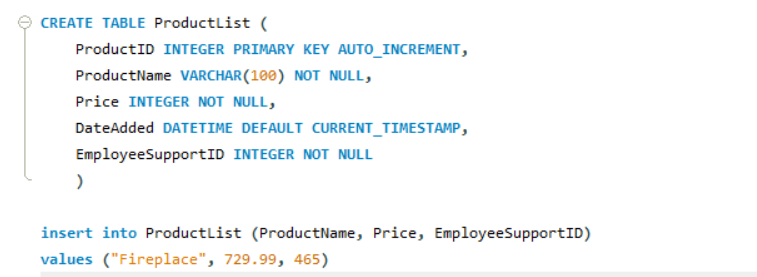 CREATE TABLE ProductList (
ProductID INTEGER PRIMARY KEY AUTO_INCREMENT,
ProductName VARCHAR(100) NOT NULL,
Price INTEGER NOT NULL,
DateAdded DATETIME DEFAULT CURRENT_TIMESTAMP,
EmployeeSupportID INTEGER NOT NULL
)
insert into ProductList (ProductName, Price, EmployeeSupportID)
values ("Fireplace", 729.99, 465)